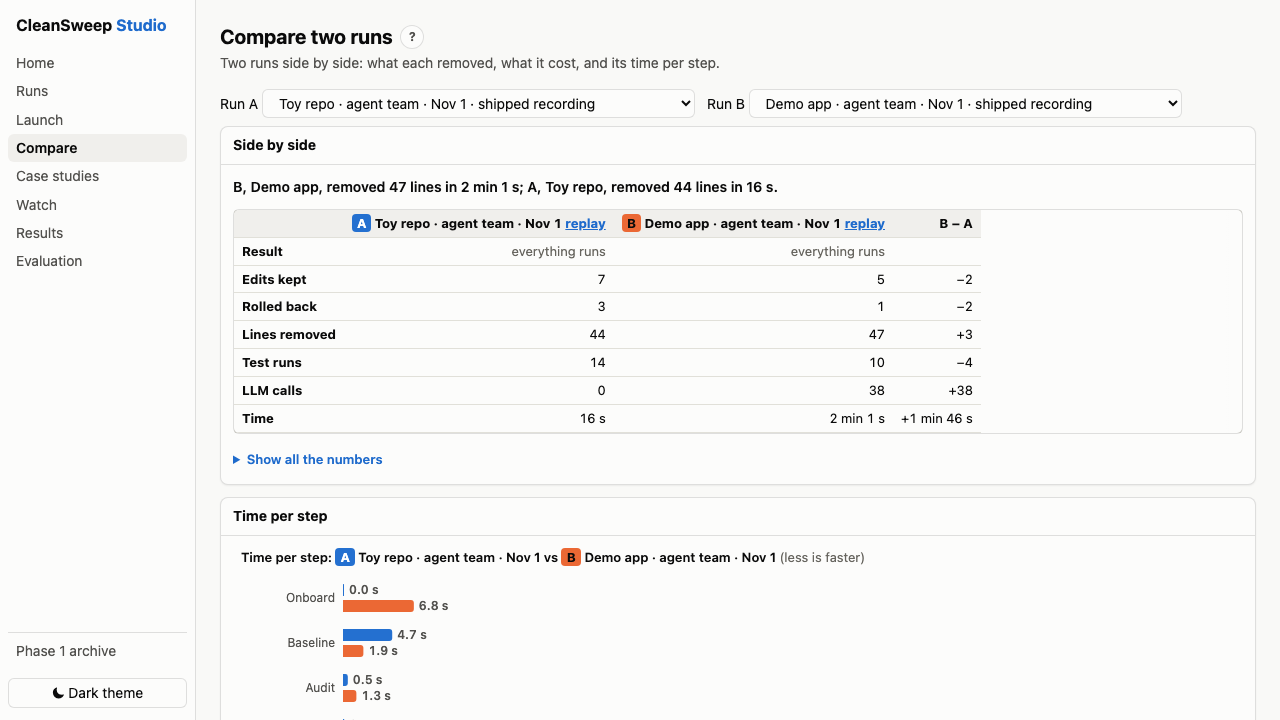 CleanSweep Studio
Home
Runs
Launch
Compare
Case studies
Watch
Results
Evaluation
Phase 1 archive
Dark theme
Compare two runs ?
Two runs side by side: what each removed, what it cost, and its time per step.
Run A Toy repo · agent team · Nov 1 · shipped recording Run B Demo app · agent team · Nov 1 · shipped recording
Side by side
B, Demo app, removed 47 lines in 2 min 1 s; A, Toy repo, removed 44 lines in 16 s.
A Toy repo · agent team · Nov 1 replay B Demo app · agent team · Nov 1 replay B – A
Result everything runs everything runs
Edits kept 7 5 −2
Rolled back 3 1 −2
Lines removed 44 47 +3
Test runs 14 10 −4
LLM calls 0 38 +38
Time 16 s 2 min 1 s +1 min 46 s
Show all the numbers
Time per step
Time per step: A Toy repo · agent team · Nov 1 vs B Demo app · agent team · Nov 1 (less is faster)
Onboard 0.0 s
6.8 s
Baseline 4.7 s
1.9 s
Audit 0.5 s
1.3 s